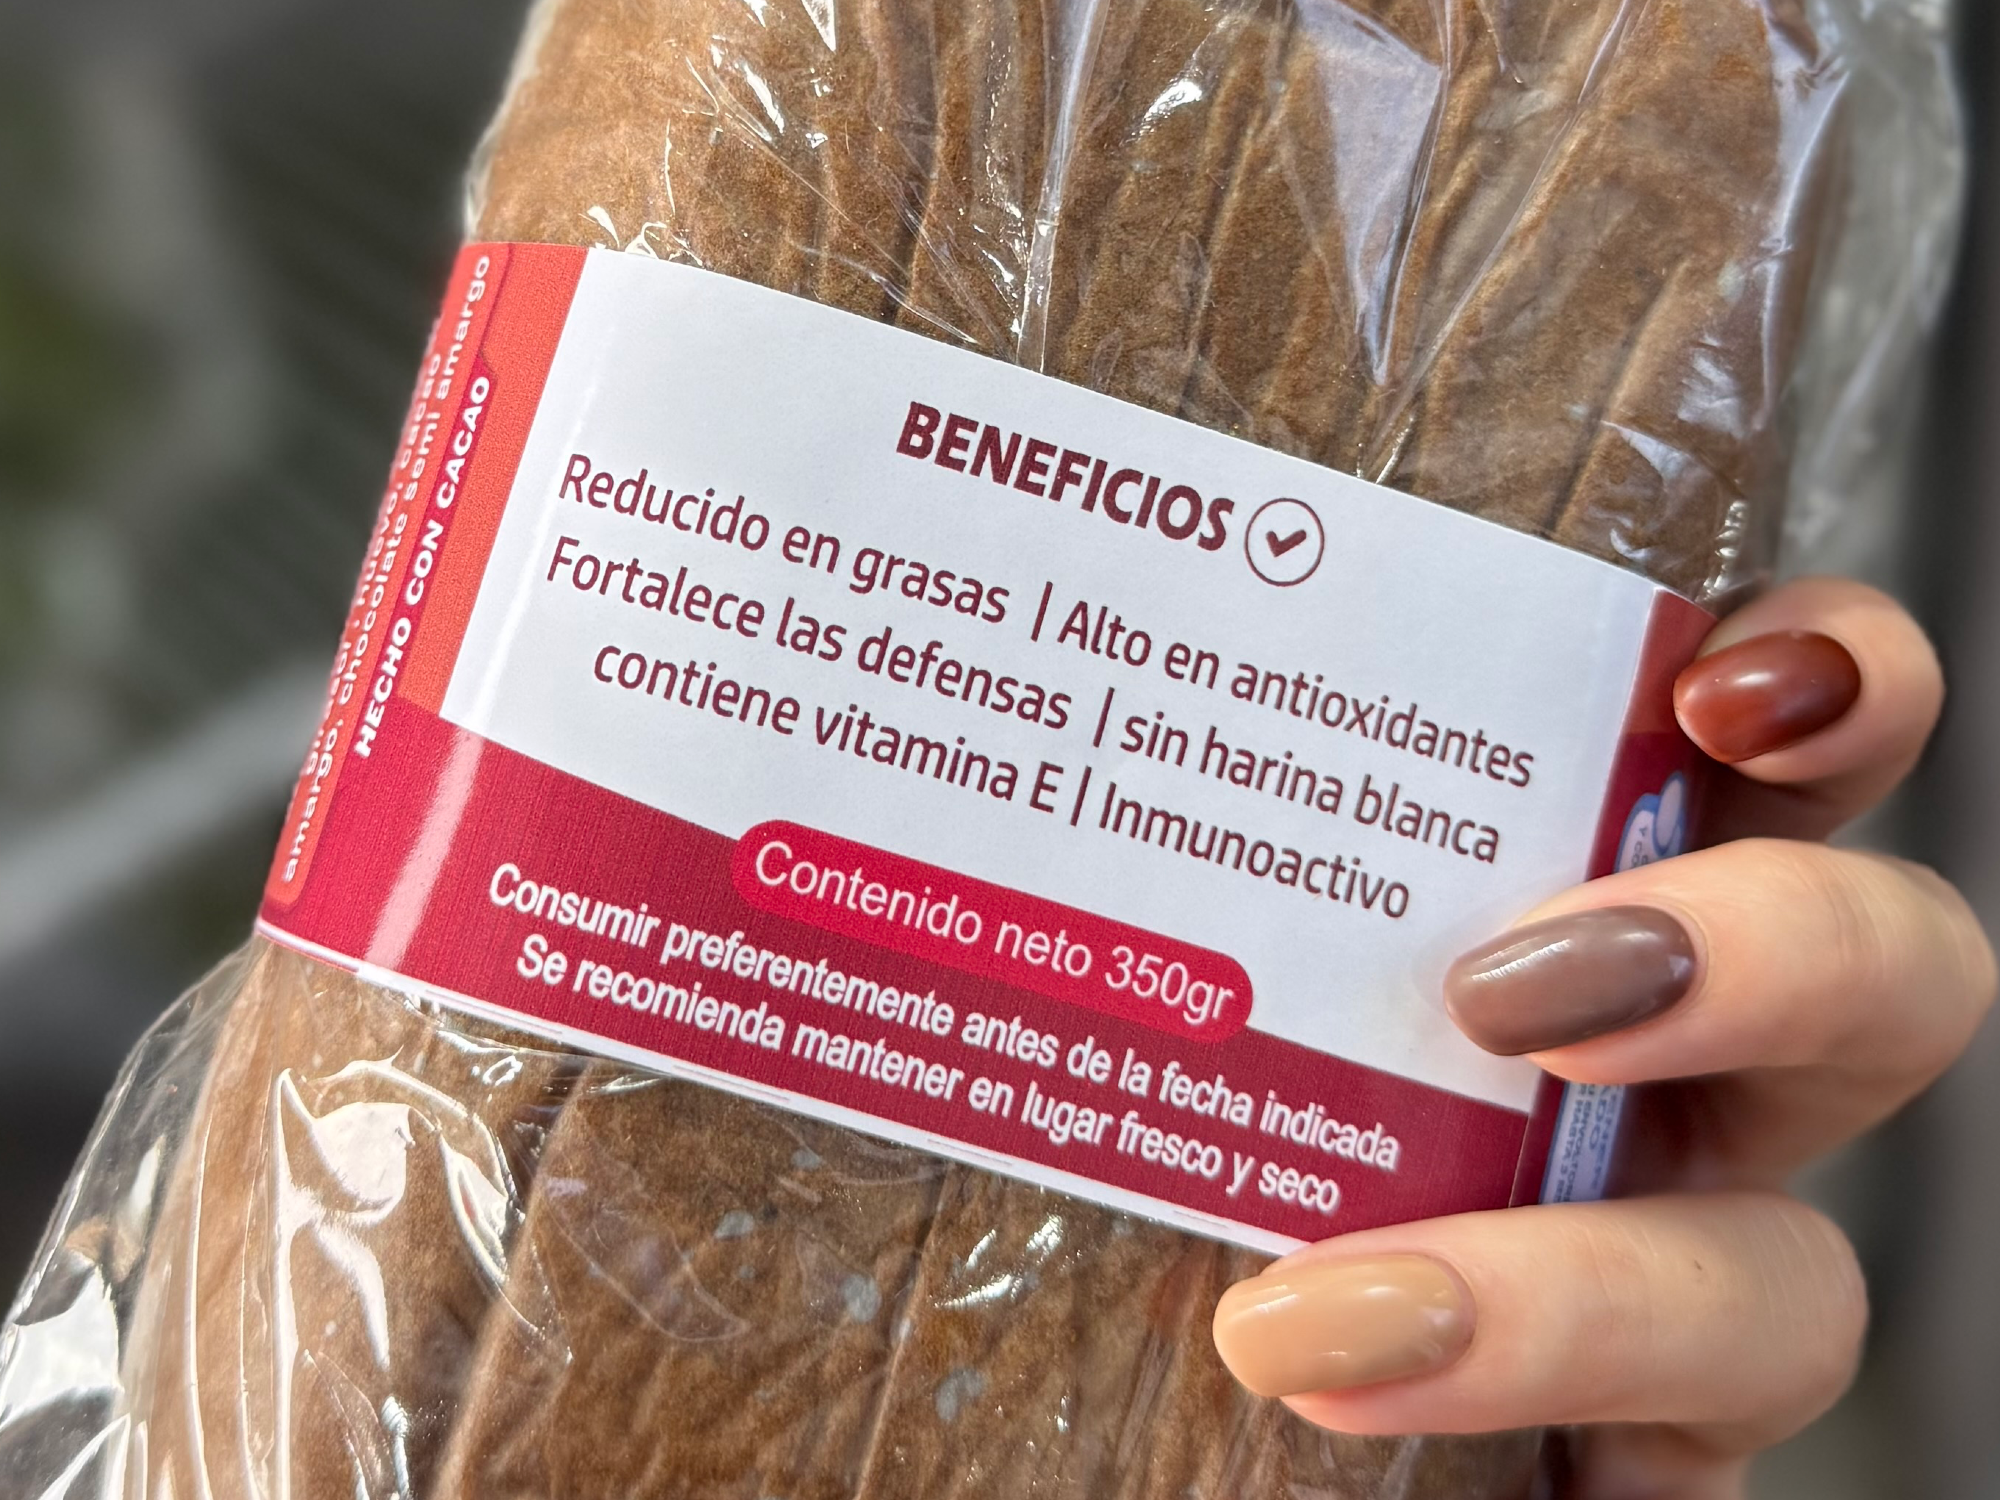 amargo, chocolate semi amargo
HECHO CON CACAO
BENEFICIOS
Reducido en grasas | Alto en antioxidantes
Fortalece las defensas | sin harina blanca
contiene vitamina E | Inmunoactivo
Contenido neto 350gr
Consumir preferentemente antes de la fecha indicada
Se recomienda mantener en lugar fresco y seco